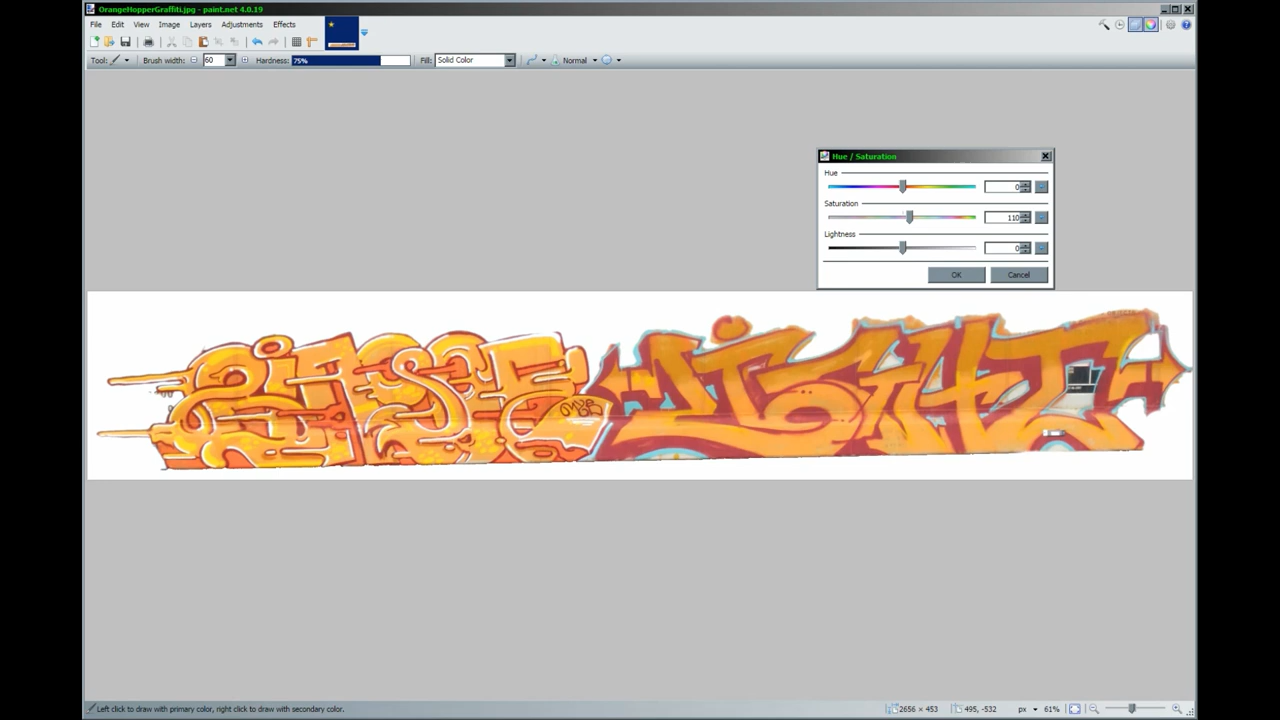 OrangeHopperGraffiti.jpg - paint.net 4.0.19
File Edit View Image Layers Adjustments Effects
Tool: Brush width: 60 Hardness: 75% Fill: Solid Color Normal
Hue / Saturation
Hue
0
Saturation
110
Lightness
0
OK Cancel
Left click to draw with primary color, right click to draw with secondary color. 2656 × 453 495, -532 px 61%